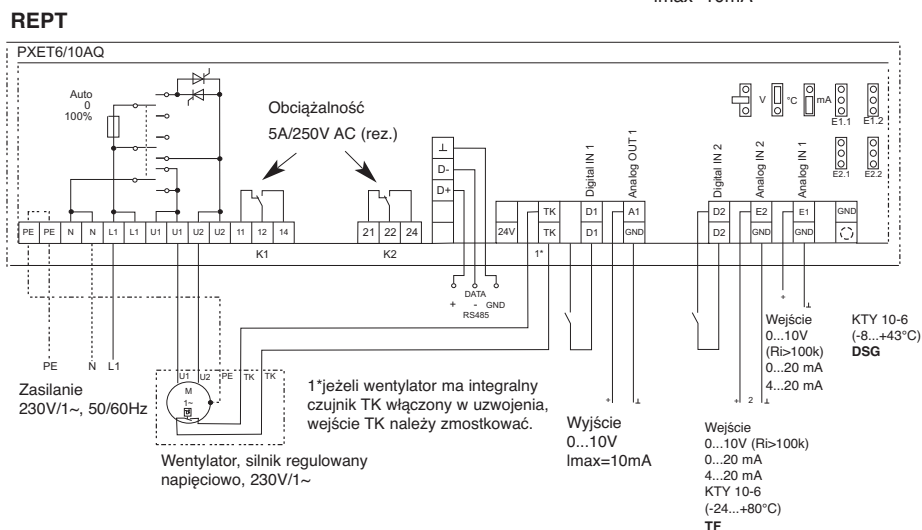 Imax=10mA
REPT
PXET6/10AQ
Auto
0
100%
Obciążalność
5A/250V AC (rez.)
⊥
D-
D+
Digital IN 1
Analog OUT 1
Digital IN 2
Analog IN 2
Analog IN 1
V
°C
mA
E1.1
E1.2
E2.1
E2.2
TK
D1
A1
D2
E2
E1
GND
PE PE N N L1 L1 U1 U1 U2 U2 11 12 14
21 22 24
24V
TK
D1
GND
D2
GND
GND
K1
K2
1*
DATA
+ - GND
RS485
PE
N
L1
Zasilanie
230V/1~, 50/60Hz
U1 U2 PE TK TK
M
1~
Wentylator, silnik regulowany
napięciowo, 230V/1~
1*jeżeli wentylator ma integralny
czujnik TK włączony w uzwojenia,
wejście TK należy zmostkować.
+ ⊥
Wyjście
0...10V
Imax=10mA
+ 2 ⊥
Wejście
0...10V (Ri>100k)
0...20 mA
4...20 mA
KTY 10-6
(-24...+80°C)
TF
+ ⊥
Wejście
0...10V
(Ri>100k)
0...20 mA
4...20 mA
KTY 10-6
(-8...+43°C)
DSG